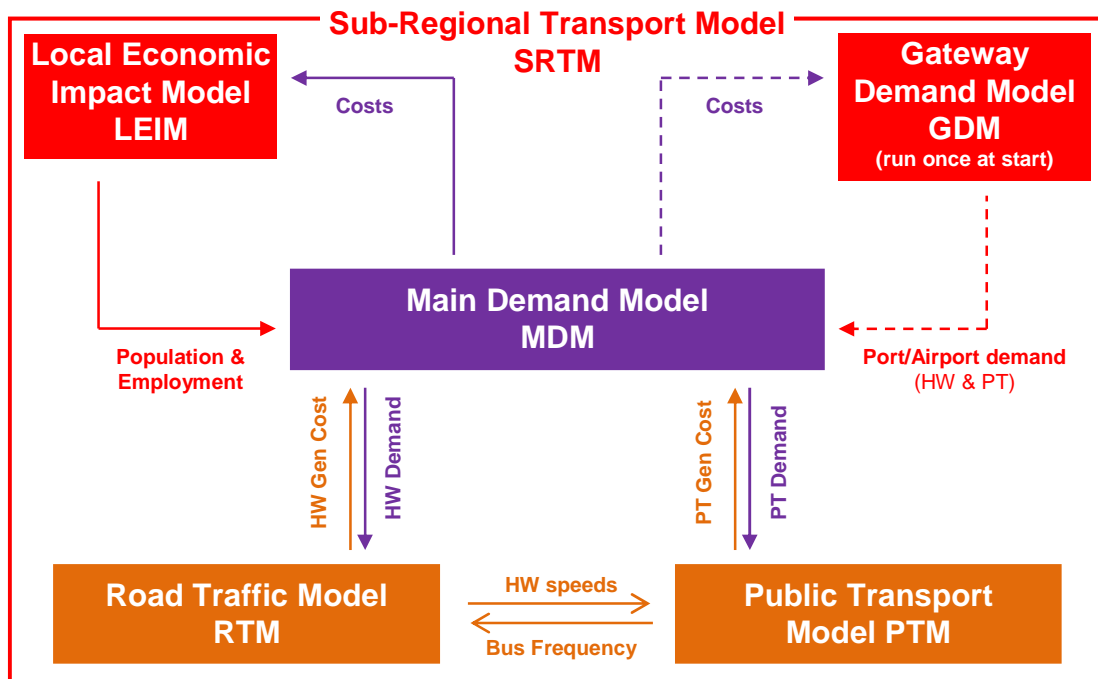 Sub-Regional Transport Model
SRTM
Local Economic
Impact Model
LEIM
Gateway
Demand Model
GDM
(run once at start)
Costs
Costs
Main Demand Model
MDM
Population &
Employment
Port/Airport demand
(HW & PT)
HW Gen Cost
HW Demand
PT Gen Cost
PT Demand
Road Traffic Model
RTM
HW speeds
Bus Frequency
Public Transport
Model PTM